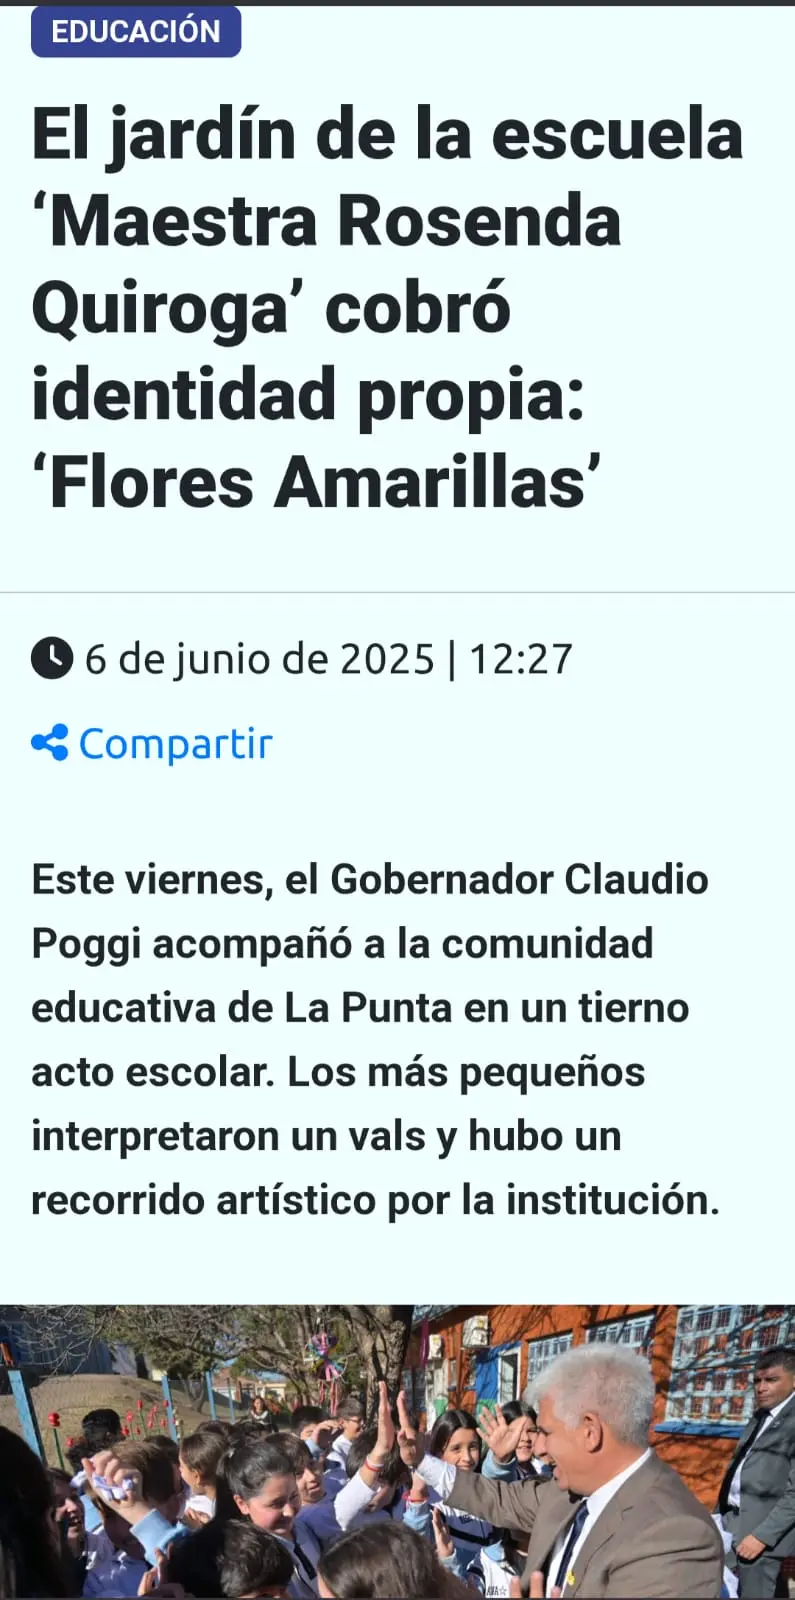 EDUCACIÓN
El jardín de la escuela
‘Maestra Rosenda
Quiroga’ cobró
identidad propia:
‘Flores Amarillas’
6 de junio de 2025 | 12:27
Compartir
Este viernes, el Gobernador Claudio
Poggi acompañó a la comunidad
educativa de La Punta en un tierno
acto escolar. Los más pequeños
interpretaron un vals y hubo un
recorrido artístico por la institución.